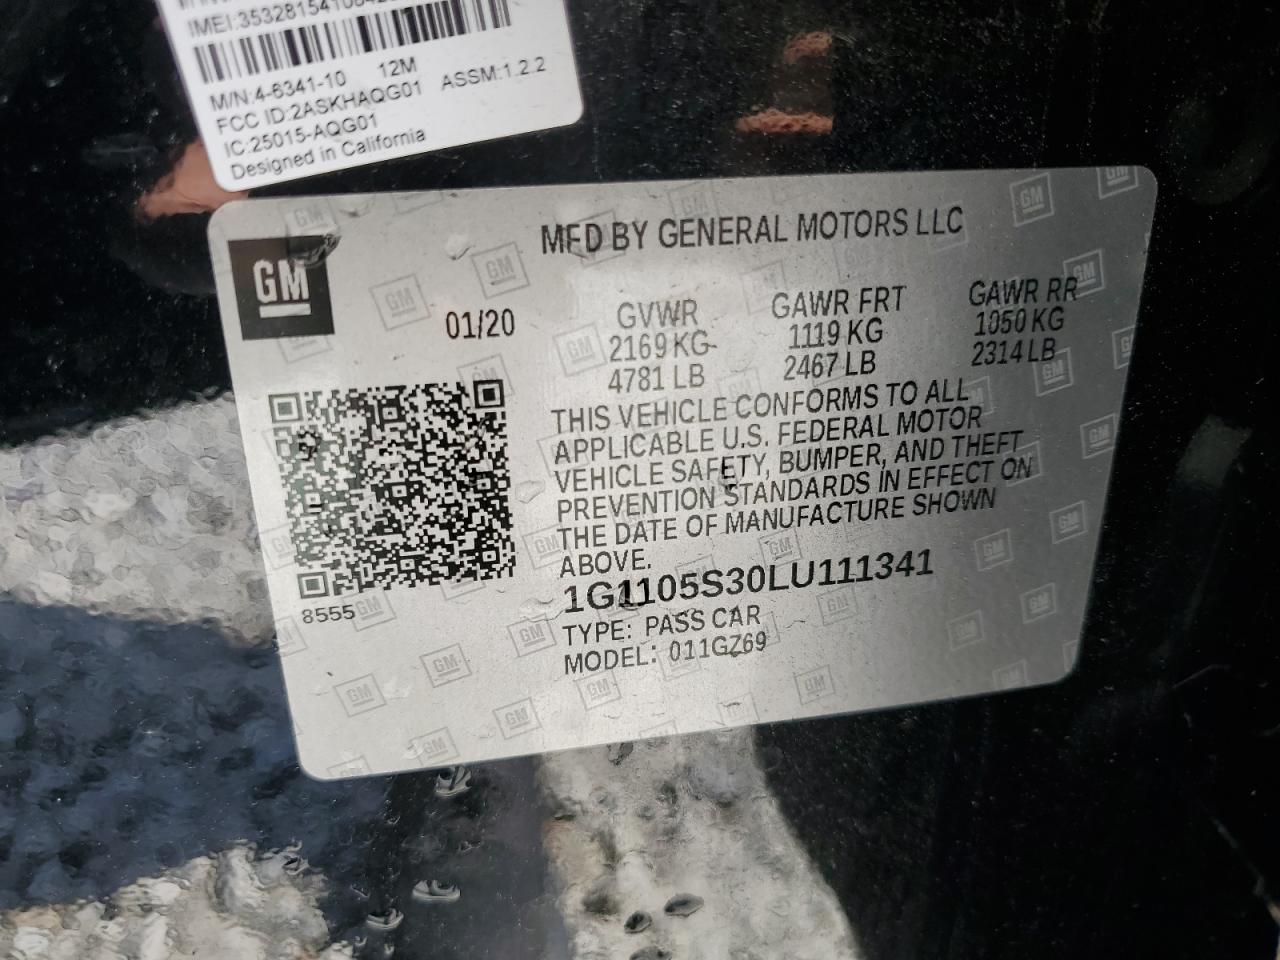 M/N:4-6341-10 12M
FCC ID:2ASKHAQG01 ASSM:1.2.2
IC:25015-AQG01
Designed in California
GM
MFD BY GENERAL MOTORS LLC
01/20
GVWR GAWR FRT GAWR RR
2169 KG 1119 KG 1050 KG
4781 LB 2467 LB 2314 LB
THIS VEHICLE CONFORMS TO ALL
APPLICABLE U.S. FEDERAL MOTOR
VEHICLE SAFETY, BUMPER, AND THEFT
PREVENTION STANDARDS IN EFFECT ON
THE DATE OF MANUFACTURE SHOWN
ABOVE.
1G1105S30LU111341
8555
TYPE: PASS CAR
MODEL: 011GZ69